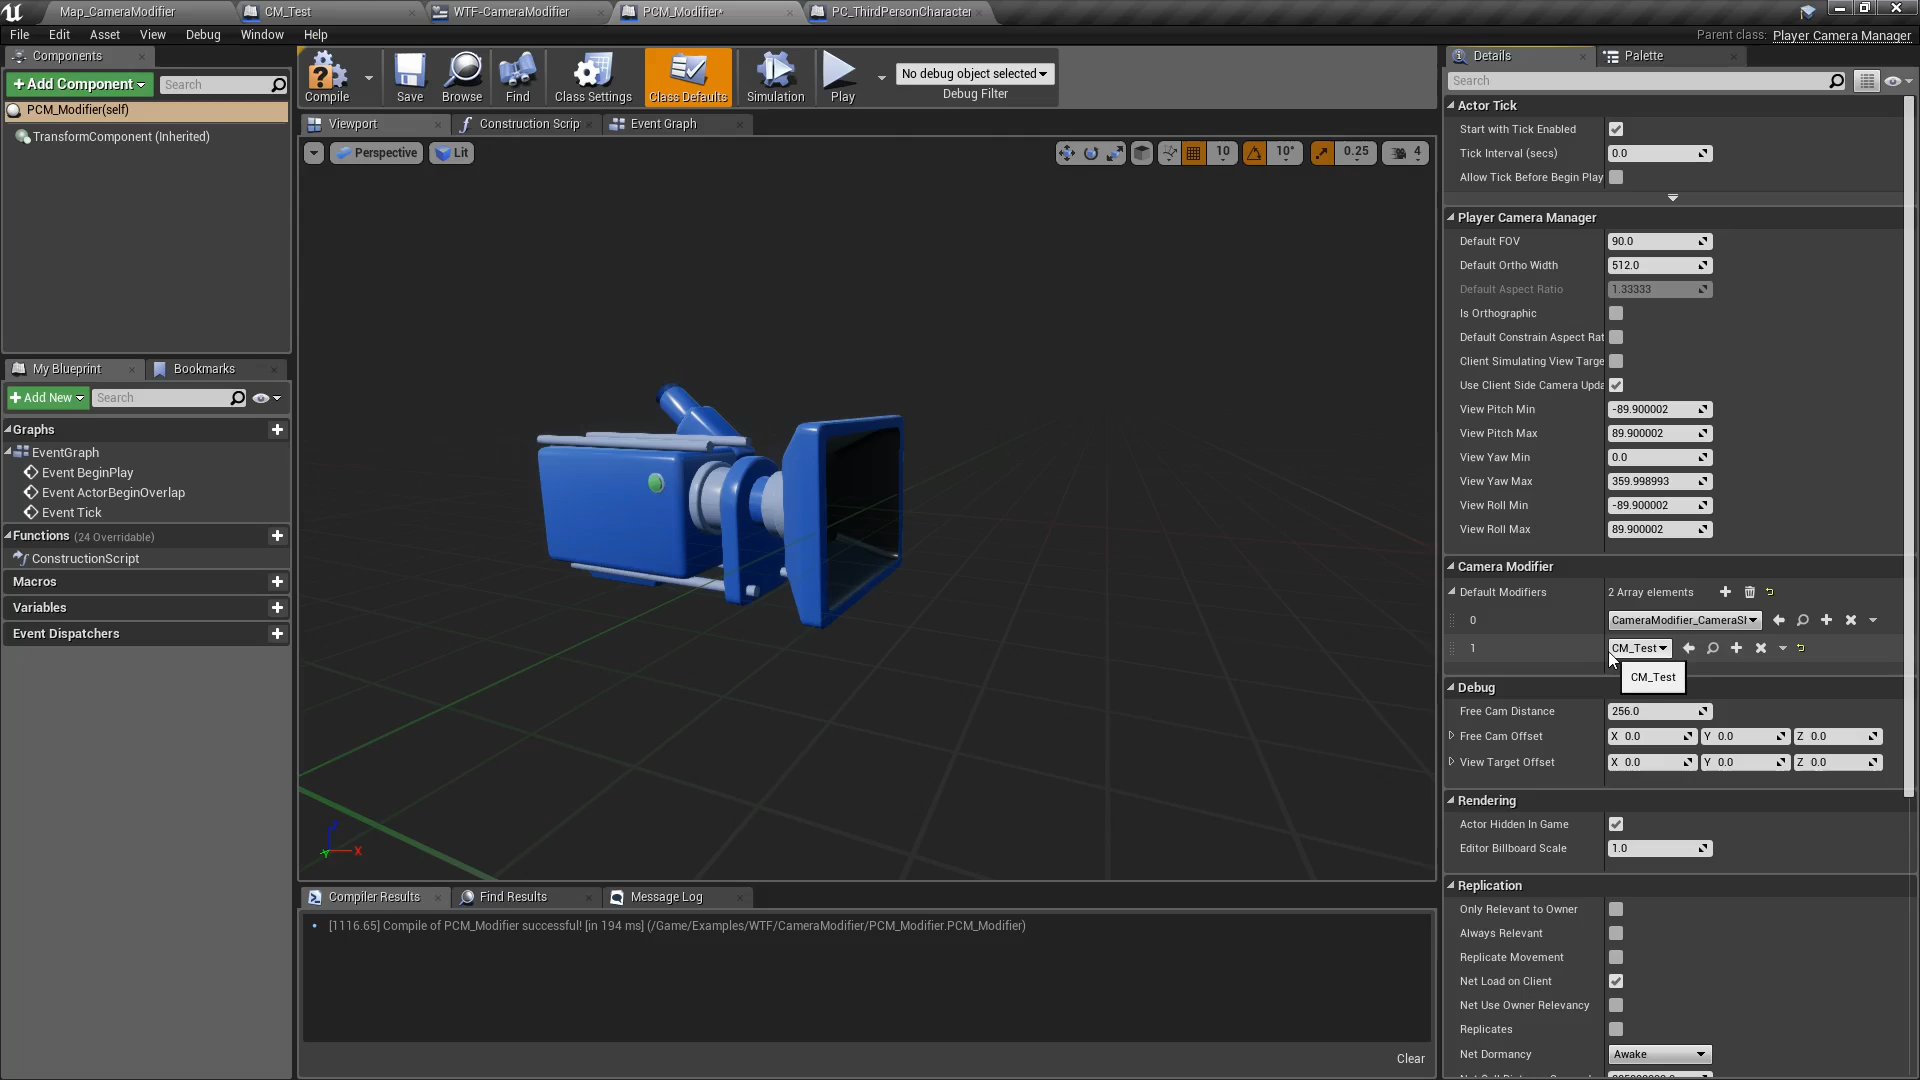 Map_CameraModifier
CM_Test
WTF-CameraModifier
PCM_Modifier*
PC_ThirdPersonCharacter
File Edit Asset View Debug Window Help
Parent class: Player Camera Manager
Components
+Add Component
Search
PCM_Modifier(self)
TransformComponent (Inherited)
Compile
Save
Browse
Find
Class Settings
Class Defaults
Simulation
Play
No debug object selected
Debug Filter
Viewport
Construction Scrip
Event Graph
Perspective
Lit
10
10°
0.25
4
My Blueprint
Bookmarks
+Add New
Search
Graphs
EventGraph
Event BeginPlay
Event ActorBeginOverlap
Event Tick
Functions (24 Overridable)
ConstructionScript
Macros
Variables
Event Dispatchers
X
Compiler Results
Find Results
Message Log
[1116.65] Compile of PCM_Modifier successful! [in 194 ms] (/Game/Examples/WTF/CameraModifier/PCM_Modifier.PCM_Modifier)
Clear
Details
Palette
Search
Actor Tick
Start with Tick Enabled
Tick Interval (secs) 0.0
Allow Tick Before Begin Play
Player Camera Manager
Default FOV 90.0
Default Ortho Width 512.0
Default Aspect Ratio 1.33333
Is Orthographic
Default Constrain Aspect Rat
Client Simulating View Targe
Use Client Side Camera Upda
View Pitch Min -89.900002
View Pitch Max 89.900002
View Yaw Min 0.0
View Yaw Max 359.998993
View Roll Min -89.900002
View Roll Max 89.900002
Camera Modifier
Default Modifiers 2 Array elements
0 CameraModifier_CameraSh
1 CM_Test
CM_Test
Debug
Free Cam Distance 256.0
Free Cam Offset X 0.0 Y 0.0 Z 0.0
View Target Offset X 0.0 Y 0.0 Z 0.0
Rendering
Actor Hidden In Game
Editor Billboard Scale 1.0
Replication
Only Relevant to Owner
Always Relevant
Replicate Movement
Net Load on Client
Net Use Owner Relevancy
Replicates
Net Dormancy Awake